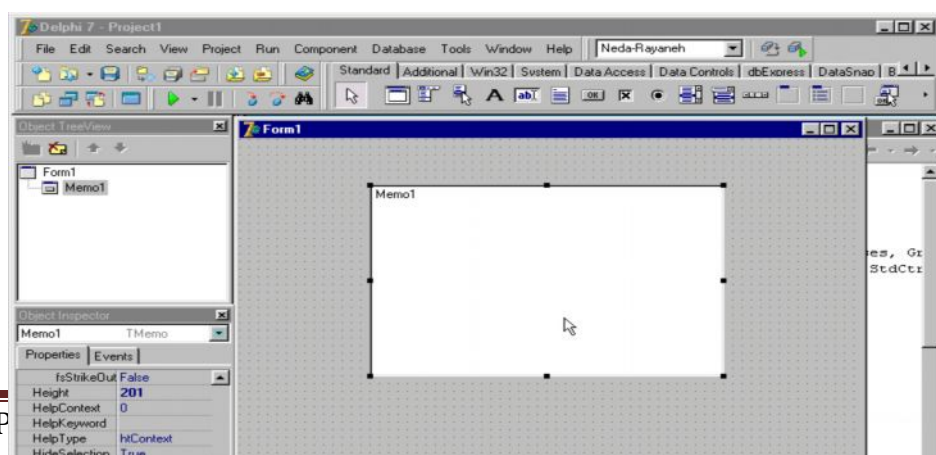 Delphi 7 - Project1
File Edit Search View Project Run Component Database Tools Window Help Neda-Rayaneh
Standard Additional Win32 System Data Access Data Controls dbExpress DataSnap B
Object TreeView
Form1
Memo1
Form1
Memo1
es, Gr
StdCtr
Object Inspector
Memo1 TMemo
Properties Events
fsStrikeOut False
Height 201
HelpContext 0
HelpKeyword
HelpType htContext
HideSelection True
P